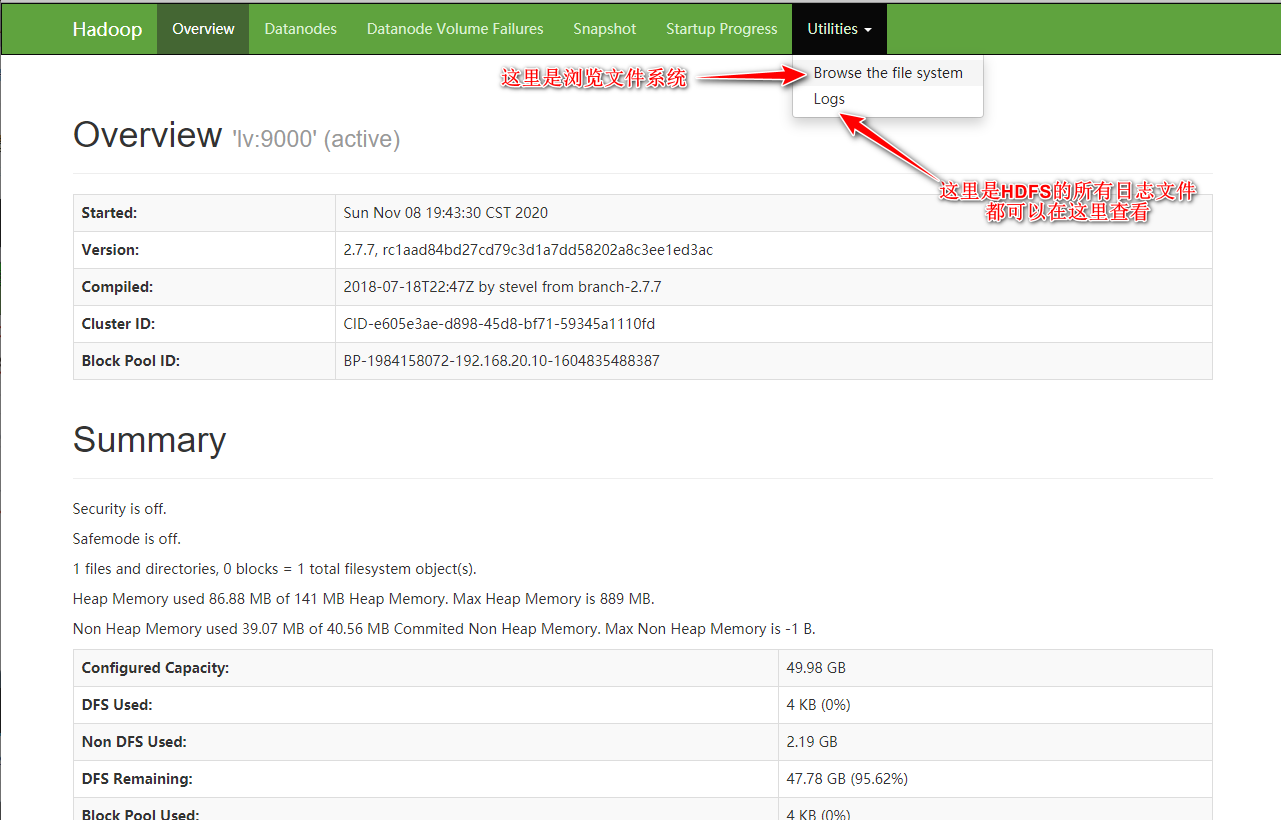 Hadoop Overview Datanodes Datanode Volume Failures Snapshot Startup Progress Utilities
这里是浏览文件系统 Browse the file system
Logs
Overview 'lv:9000' (active)
这里是HDFS的所有日志文件
都可以在这里查看
Started: Sun Nov 08 19:43:30 CST 2020
Version: 2.7.7, rc1aad84bd27cd79c3d1a7dd58202a8c3ee1ed3ac
Compiled: 2018-07-18T22:47Z by stevel from branch-2.7.7
Cluster ID: CID-e605e3ae-d898-45d8-bf71-59345a1110fd
Block Pool ID: BP-1984158072-192.168.20.10-1604835488387
Summary
Security is off.
Safemode is off.
1 files and directories, 0 blocks = 1 total filesystem object(s).
Heap Memory used 86.88 MB of 141 MB Heap Memory. Max Heap Memory is 889 MB.
Non Heap Memory used 39.07 MB of 40.56 MB Commited Non Heap Memory. Max Non Heap Memory is -1 B.
Configured Capacity: 49.98 GB
DFS Used: 4 KB (0%)
Non DFS Used: 2.19 GB
DFS Remaining: 47.78 GB (95.62%)
Block Pool Used: 4 KB (0%)